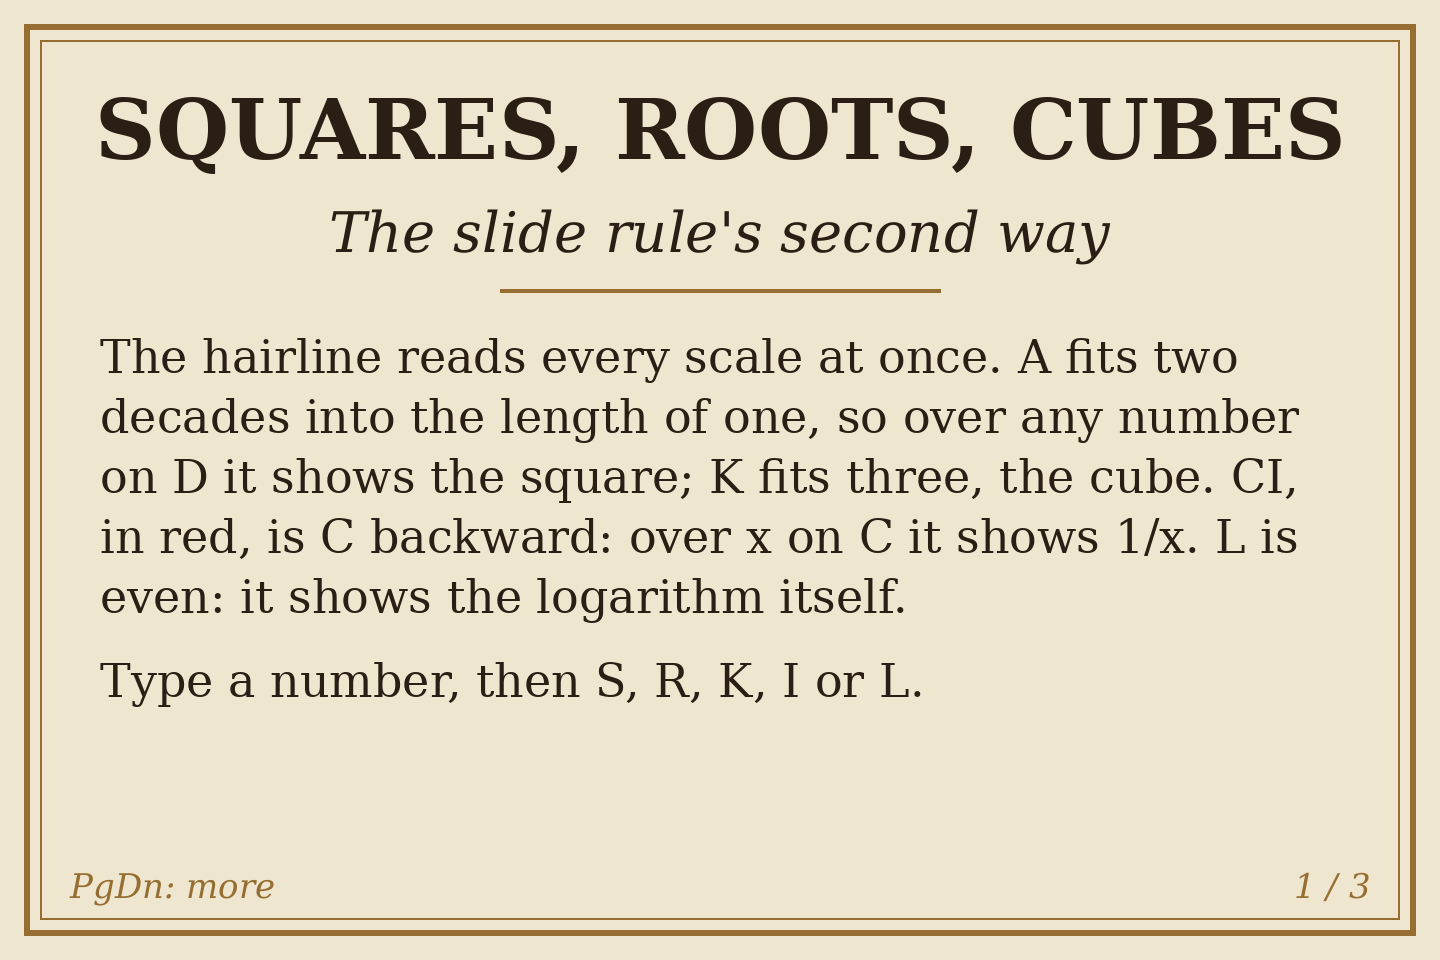 SQUARES, ROOTS, CUBES
The slide rule's second way
The hairline reads every scale at once. A fits two
decades into the length of one, so over any number
on D it shows the square; K fits three, the cube. CI,
in red, is C backward: over x on C it shows 1/x. L is
even: it shows the logarithm itself.
Type a number, then S, R, K, I or L.
PgDn: more
1 / 3